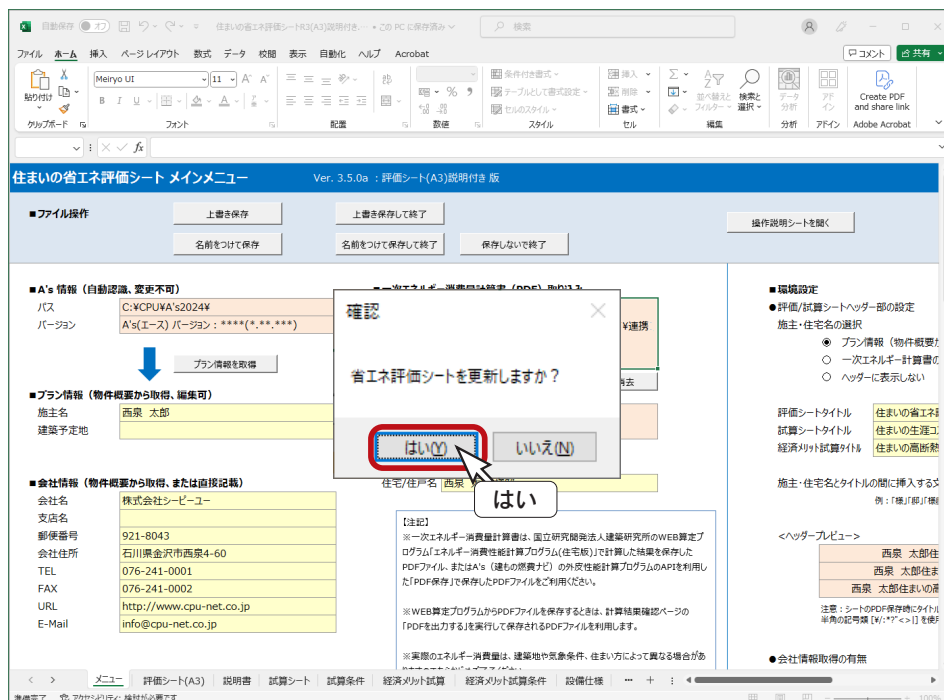 自動保存 オフ 住まいの省エネ評価シートR3(A3)説明付き.… • この PC に保存済み 検索
ファイル ホーム 挿入 ページ レイアウト 数式 データ 校閲 表示 自動化 ヘルプ Acrobat コメント 共有
貼り付け Meiryo UI 11 条件付き書式 テーブルとして書式設定 セルのスタイル 挿入 削除 書式 並べ替えと フィルター 検索と 選択 データ 分析 アド イン Create PDF and share link
クリップボード フォント 配置 数値 スタイル セル 編集 分析 アドイン Adobe Acrobat
fx
住まいの省エネ評価シート メインメニュー Ver. 3.5.0a : 評価シート(A3)説明付き 版
■ファイル操作 上書き保存 上書き保存して終了 操作説明シートを開く
名前をつけて保存 名前をつけて保存して終了 保存しないで終了
■A's 情報（自動認識、変更不可） ■環境設定
パス C:¥CPU¥A's2024¥ ●評価/試算シートヘッダー部の設定
バージョン A's(エース) バージョン : ****(*.**.***) ¥連携 施主・住宅名の選択
プラン情報（物件概要か
プラン情報を取得 一次エネルギー計算書の
ヘッダーに表示しない
確認
省エネ評価シートを更新しますか？
はい(Y) いいえ(N)
はい
■プラン情報（物件概要から取得、編集可）
施主名 西泉 太郎 評価シートタイトル 住まいの省エネ
建築予定地 試算シートタイトル 住まいの生涯コ
経済メリット試算タイトル 住まいの高断熱
■会社情報（物件概要から取得、または直接記載） 住宅/住戸名 施主・住宅名とタイトルの間に挿入する文
会社名 株式会社シーピーユー 例：「様」「邸」「様邸
支店名
郵便番号 921-8043
会社住所 石川県金沢市西泉4-60
TEL 076-241-0001
FAX 076-241-0002
URL http://www.cpu-net.co.jp
E-Mail info@cpu-net.co.jp
【注記】
※一次エネルギー消費量計算書は、国立研究開発法人建築研究所のWEB算定プ
ログラム「エネルギー消費性能計算プログラム(住宅版)」で計算した結果を保存した
PDFファイル、またはA's（建もの燃費ナビ）の外皮性能計算プログラムのAPIを利用し
た「PDF保存」で保存したPDFファイルをご利用ください。
※WEB算定プログラムからPDFファイルを保存するときは、計算結果確認ページの
「PDFを出力する」を実行して保存されるPDFファイルを利用します。
※実際のエネルギー消費量は、建築地や気象条件、住まい方によって異なる場合があ
<ヘッダープレビュー>
西泉 太郎住
西泉 太郎住ま
西泉 太郎住まいの高
注意：シートのPDF保存時にタイトル
半角の記号類 [¥/:*?"<>|] を使用
●会社情報取得の有無
メニュー 評価シート(A3) 説明書 試算シート 試算条件 経済メリット試算 経済メリット試算条件 設備仕様 ···
準備完了 アクセシビリティ: 検討が必要です 100%